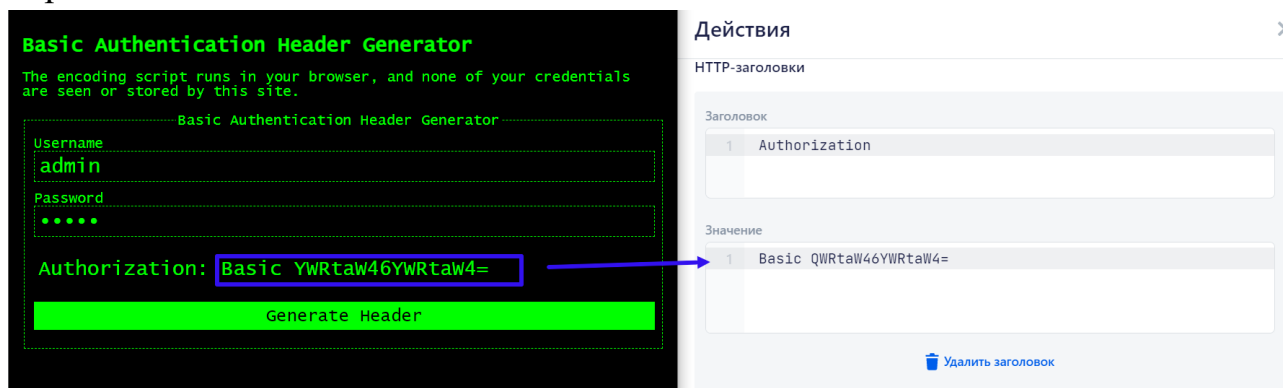 Basic Authentication Header Generator
The encoding script runs in your browser, and none of your credentials
are seen or stored by this site.
Basic Authentication Header Generator
Username
admin
Password
•••••
Authorization: Basic YWRtaW46YWRtaW4=
Generate Header
Действия
HTTP-заголовки
Заголовок
1 Authorization
Значение
1 Basic QWRtaW46YWRtaW4=
Удалить заголовок